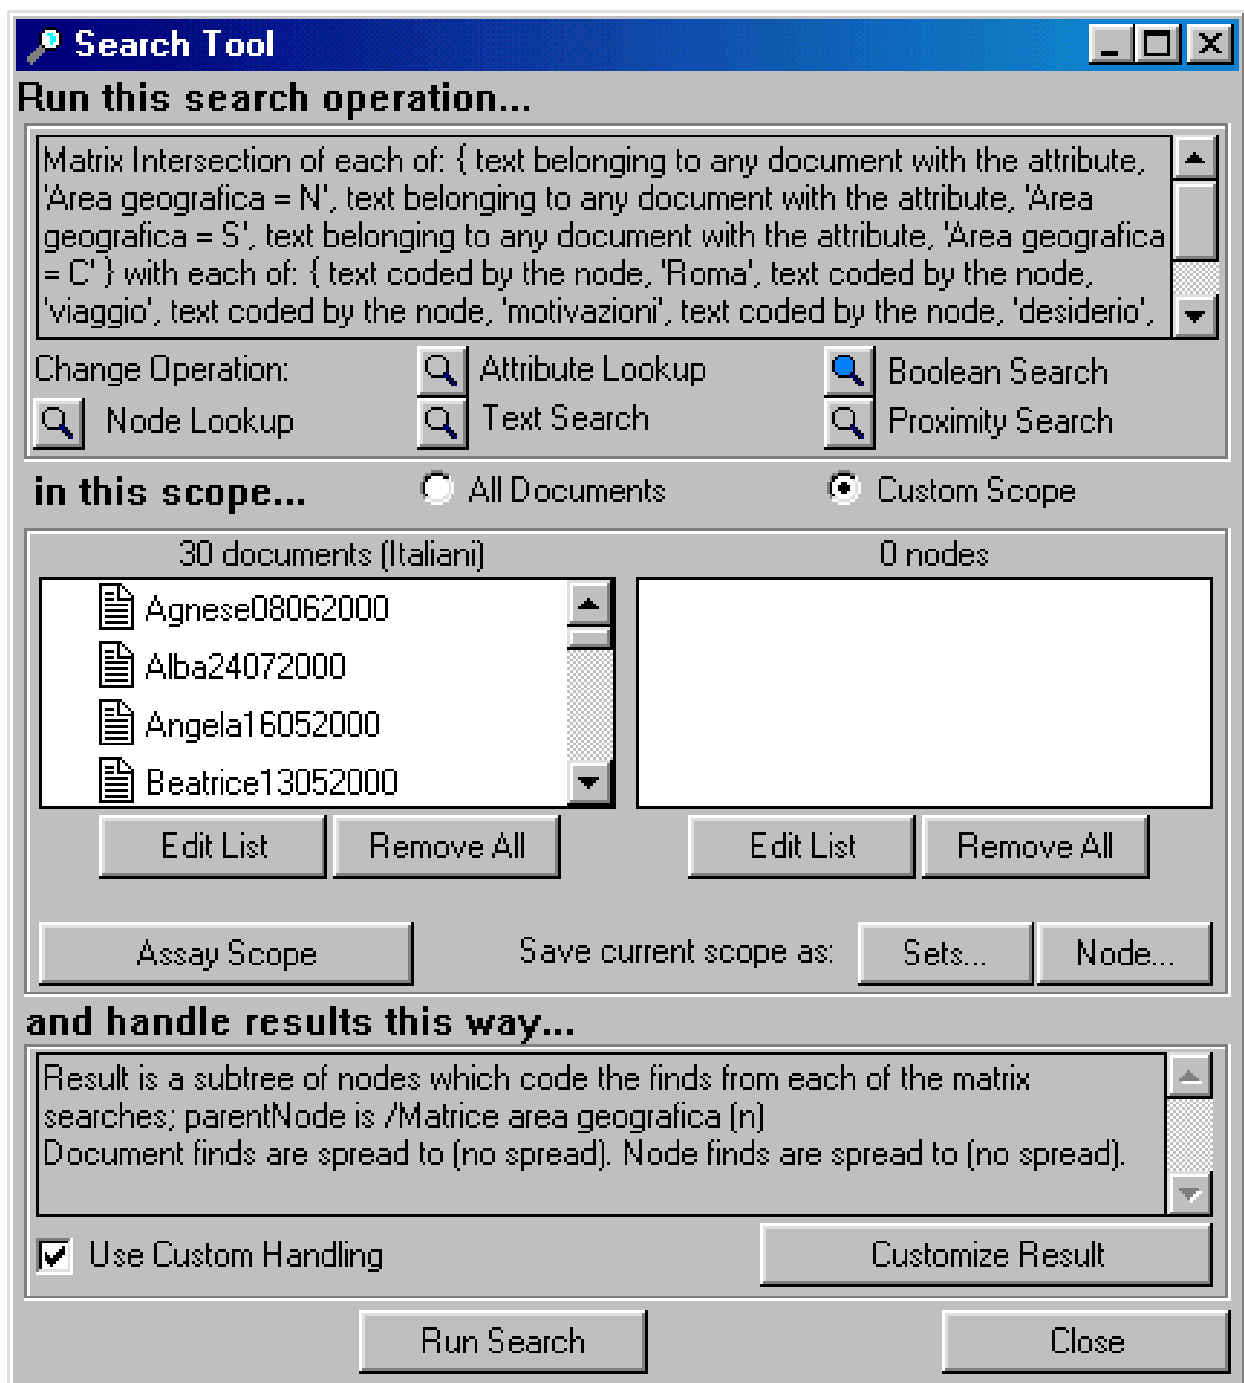 Search Tool
Run this search operation...
Matrix Intersection of each of: { text belonging to any document with the attribute,
'Area geografica = N', text belonging to any document with the attribute, 'Area
geografica = S', text belonging to any document with the attribute, 'Area geografica
= C' } with each of: { text coded by the node, 'Roma', text coded by the node,
'viaggio', text coded by the node, 'motivazioni', text coded by the node, 'desiderio',
Change Operation: Attribute Lookup Boolean Search
Node Lookup Text Search Proximity Search
in this scope... All Documents Custom Scope
30 documents (Italiani) 0 nodes
Agnese08062000
Alba24072000
Angela16052000
Beatrice13052000
Edit List Remove All Edit List Remove All
Assay Scope Save current scope as: Sets... Node...
and handle results this way...
Result is a subtree of nodes which code the finds from each of the matrix
searches; parentNode is /Matrice area geografica (n)
Document finds are spread to (no spread). Node finds are spread to (no spread).
Use Custom Handling Customize Result
Run Search Close